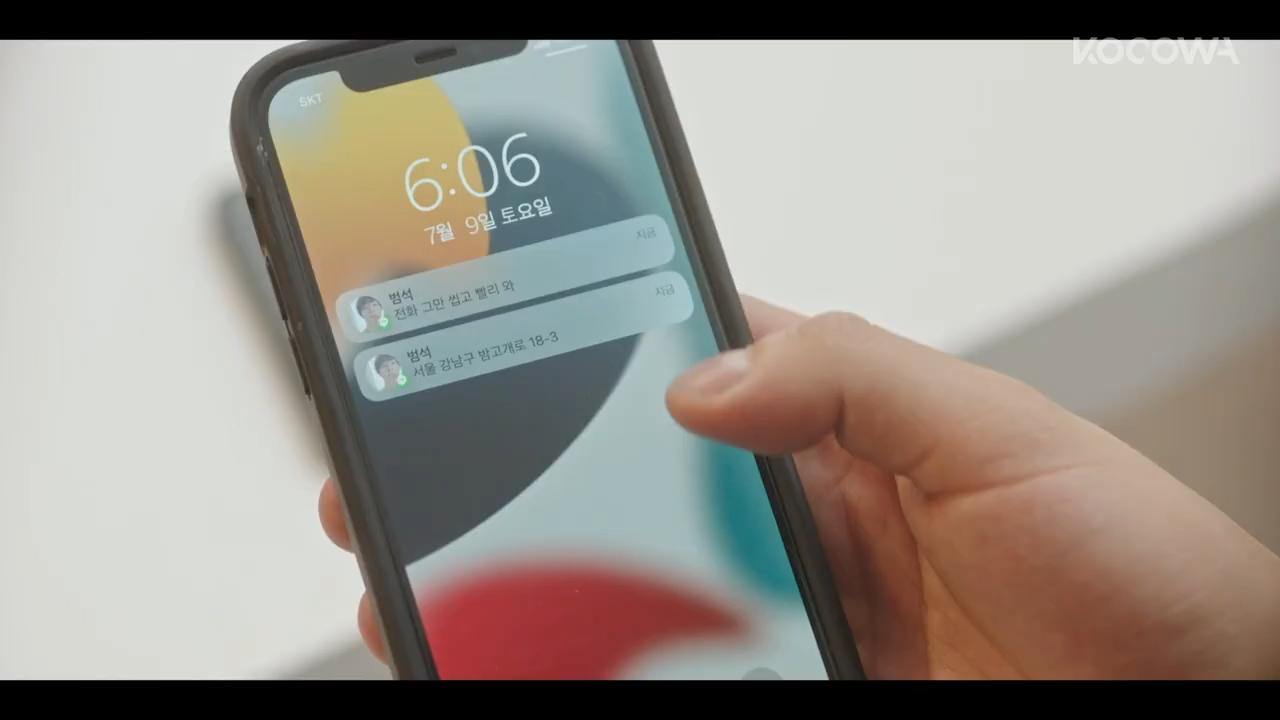 KOCOWA
SKT
6:06
7월 9일 토요일
지금
범석
전화 그만 씹고 빨리 와
지금
범석
서울 강남구 밤고개로 18-3